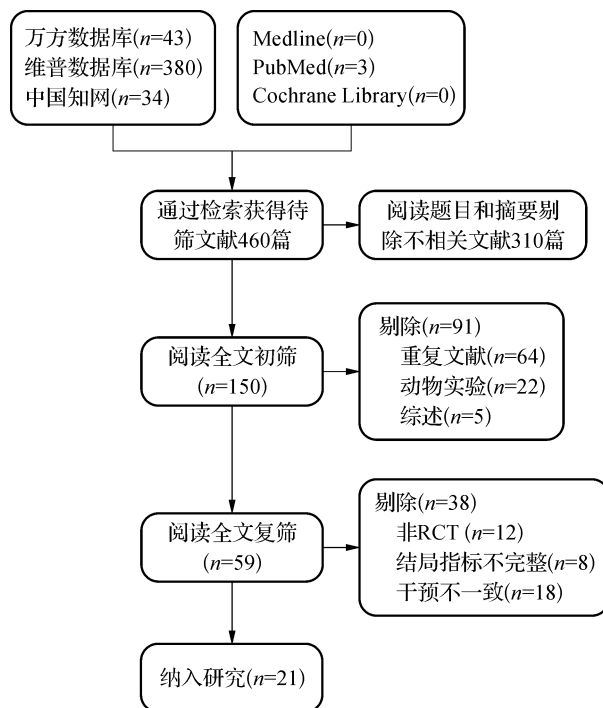 万方数据库(n=43)
维普数据库(n=380)
中国知网(n=34)
Medline(n=0)
PubMed(n=3)
Cochrane Library(n=0)
通过检索获得待
筛文献460篇
阅读题目和摘要剔
除不相关文献310篇
阅读全文初筛
(n=150)
剔除(n=91)
重复文献(n=64)
动物实验(n=22)
综述(n=5)
阅读全文复筛
(n=59)
剔除(n=38)
非RCT (n=12)
结局指标不完整(n=8)
干预不一致(n=18)
纳入研究(n=21)